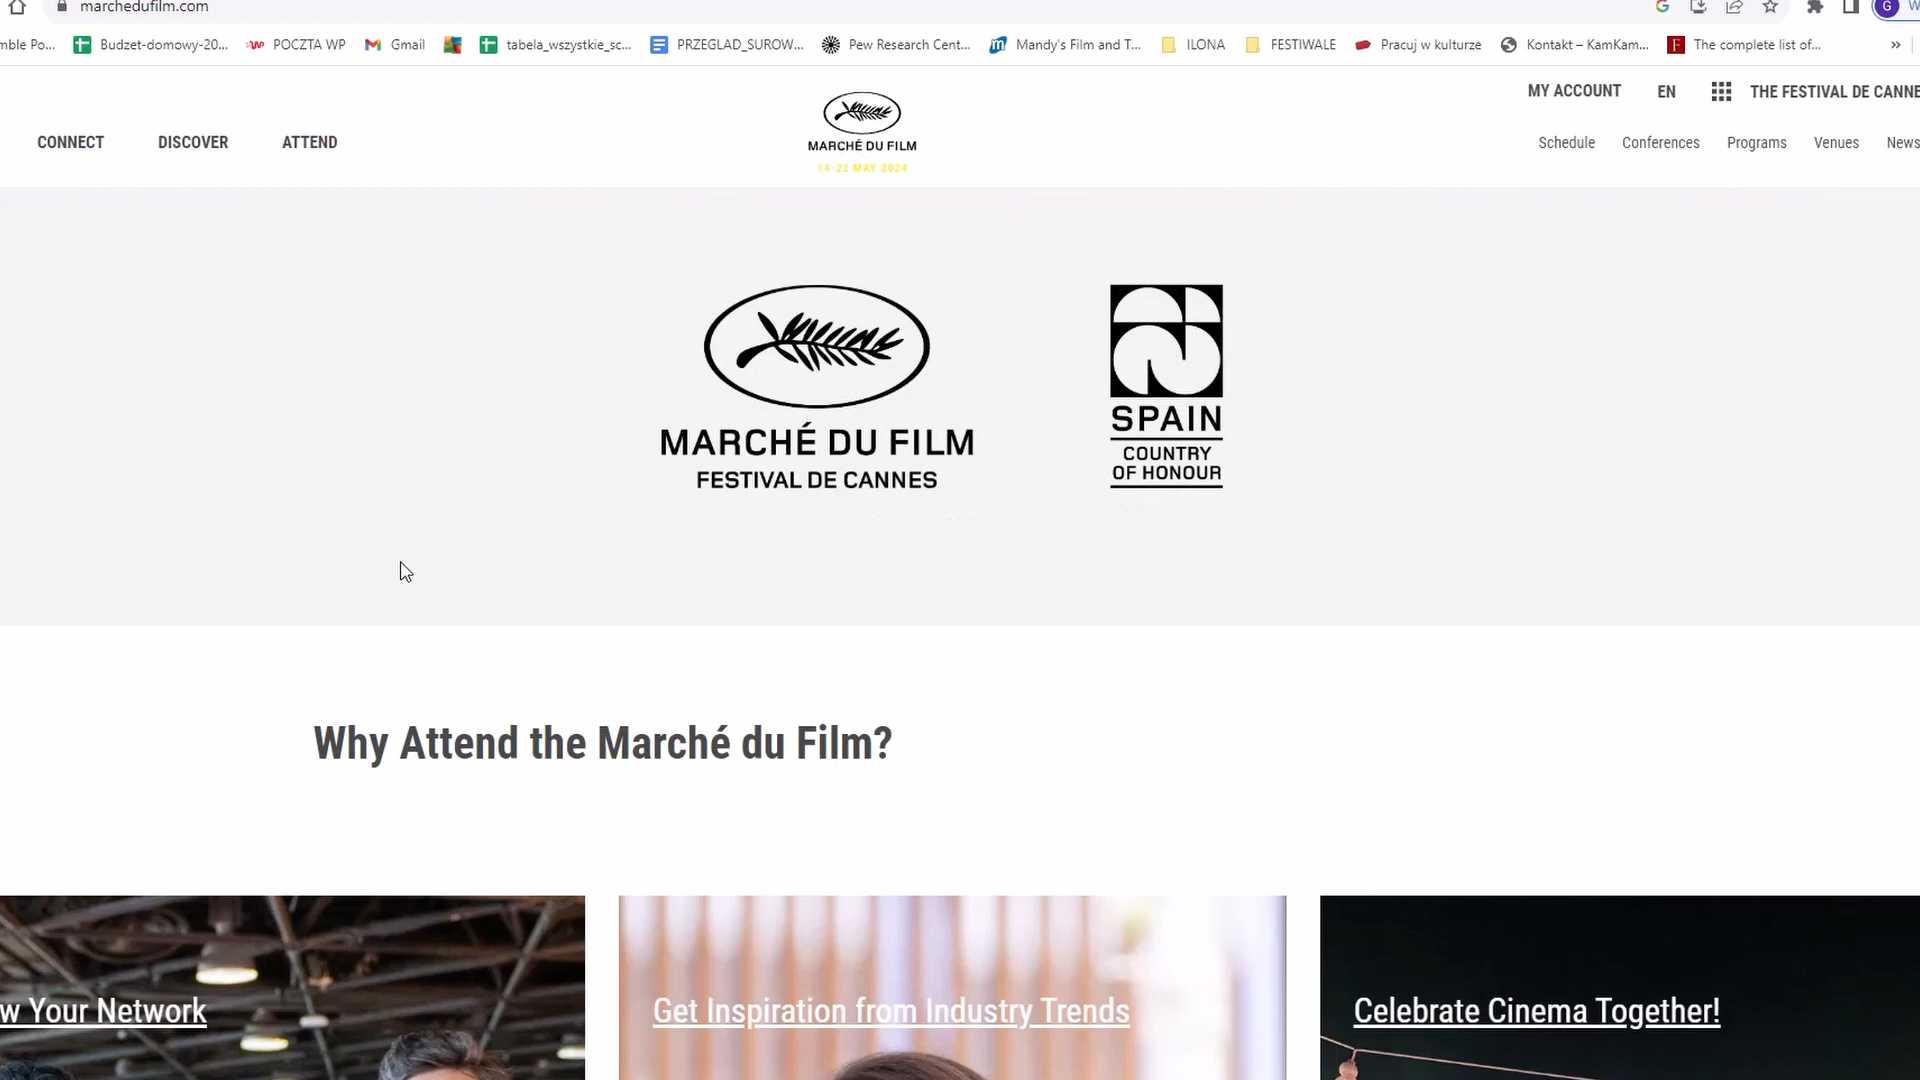 marchedufilm.com
mble Po... Budzet-domowy-20... POCZTA WP Gmail tabela_wszystkie_sc... PRZEGLAD_SUROW... Pew Research Cent... Mandy's Film and T... ILONA FESTIWALE Pracuj w kulturze Kontakt – KamKam... The complete list of... »
MY ACCOUNT EN THE FESTIVAL DE CANNE
CONNECT DISCOVER ATTEND
MARCHÉ DU FILM
14-22 MAY 2024
Schedule Conferences Programs Venues News
MARCHÉ DU FILM
FESTIVAL DE CANNES
SPAIN
COUNTRY
OF HONOUR
Why Attend the Marché du Film?
w Your Network
Get Inspiration from Industry Trends
Celebrate Cinema Together!